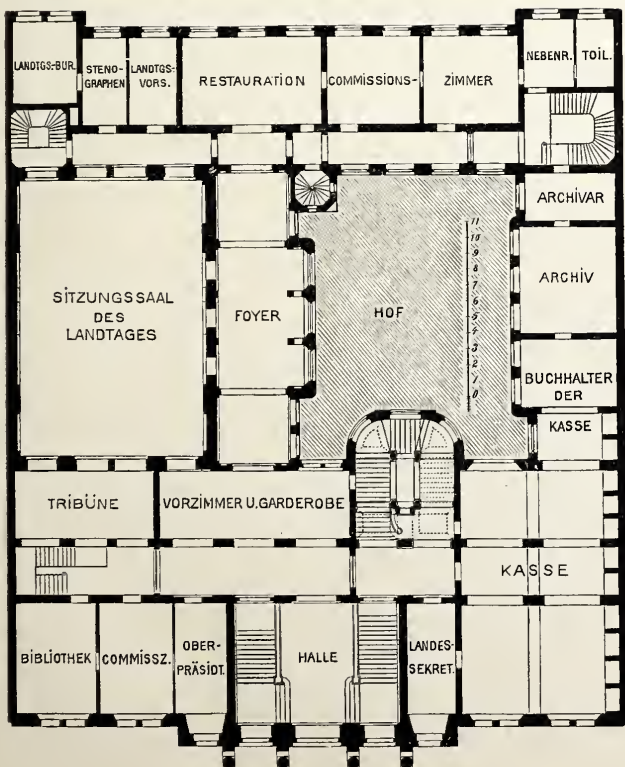 LANDTGS.-BUR.
STENO-
GRAPHEN
LANDTGS-
VORS.
RESTAURATION
COMMISSIONS-
ZIMMER
NEBENR.
TOIL.
ARCHIVAR
SITZUNGSSAAL
DES
LANDTAGES
FOYER
HOF
11
10
9
8
7
6
5
4
3
2
1
0
ARCHIV
BUCHHALTER
DER
KASSE
TRIBÜNE
VORZIMMER U. GARDEROBE
KASSE
BIBLIOTHEK
COMMISSZ.
OBER-
PRÄSIDT.
HALLE
LANDES-
SEKRET.